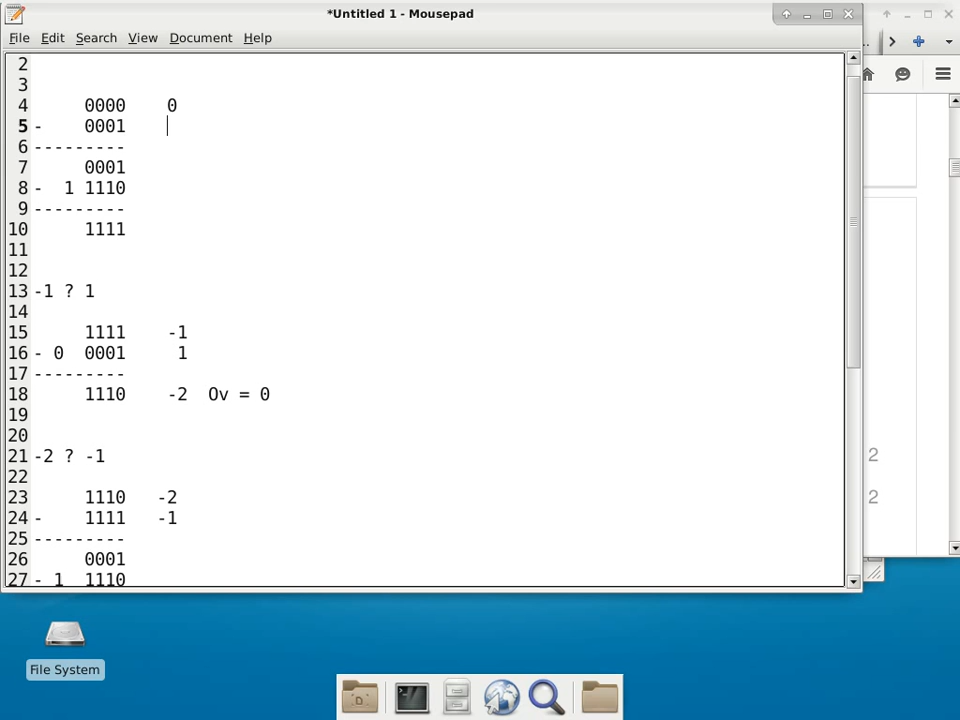 *Untitled 1 - Mousepad
File Edit Search View Document Help
2
3
4 0000 0
5 - 0001
6 ---------
7 0001
8 - 1 1110
9 ---------
10 1111
11
12
13 -1 ? 1
14
15 1111 -1
16 - 0 0001 1
17 ---------
18 1110 -2 Ov = 0
19
20
21 -2 ? -1
22
23 1110 -2
24 - 1111 -1
25 ---------
26 0001
27 - 1 1110
2
2
File System